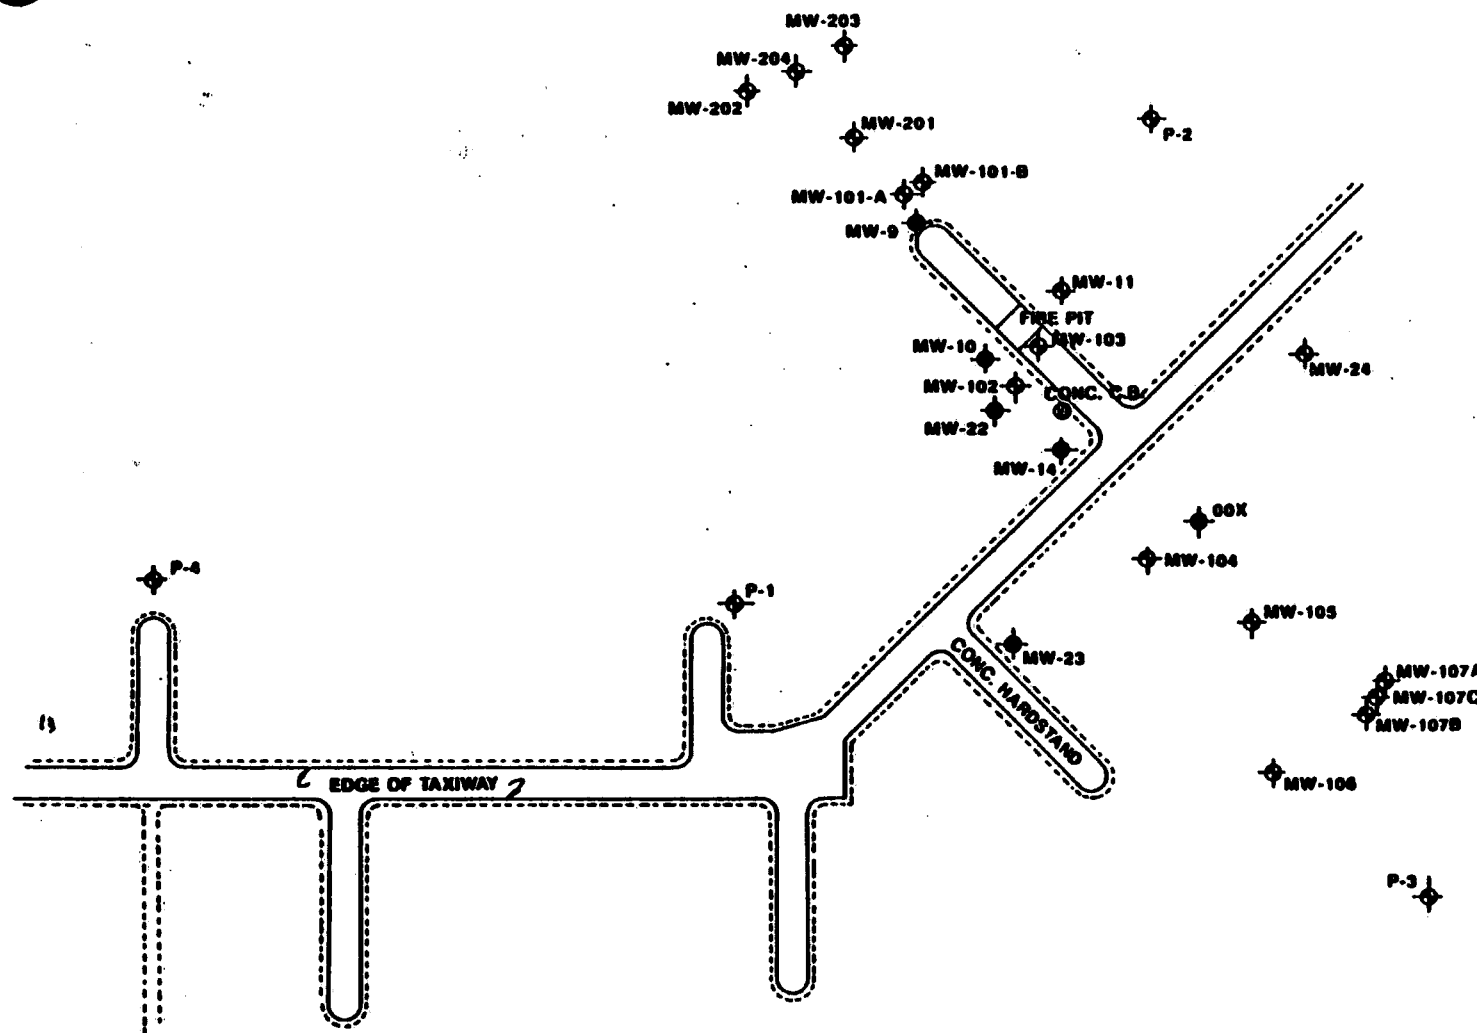 MW-203
MW-204
MW-202
MW-201
P-2
MW-101-B
MW-101-A
MW-9
MW-11
FIRE PIT
MW-103
MW-10
MW-24
MW-102
CONC. C.B.
MW-22
MW-14
00X
MW-104
P-4
P-1
MW-105
MW-23
CONC. HARDSTAND
MW-107A
MW-107C
MW-107B
EDGE OF TAXIWAY
MW-106
P-3